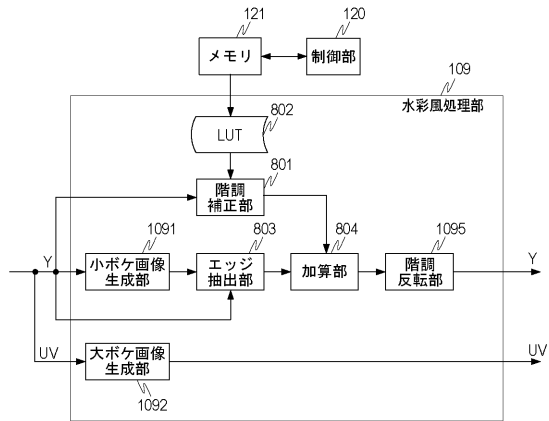 121
120
メモリ
制御部
109
水彩風処理部
802
LUT
801
階調
補正部
1091
803
804
1095
Y
小ボケ画像
生成部
エッジ
抽出部
加算部
階調
反転部
Y
UV
大ボケ画像
生成部
UV
1092